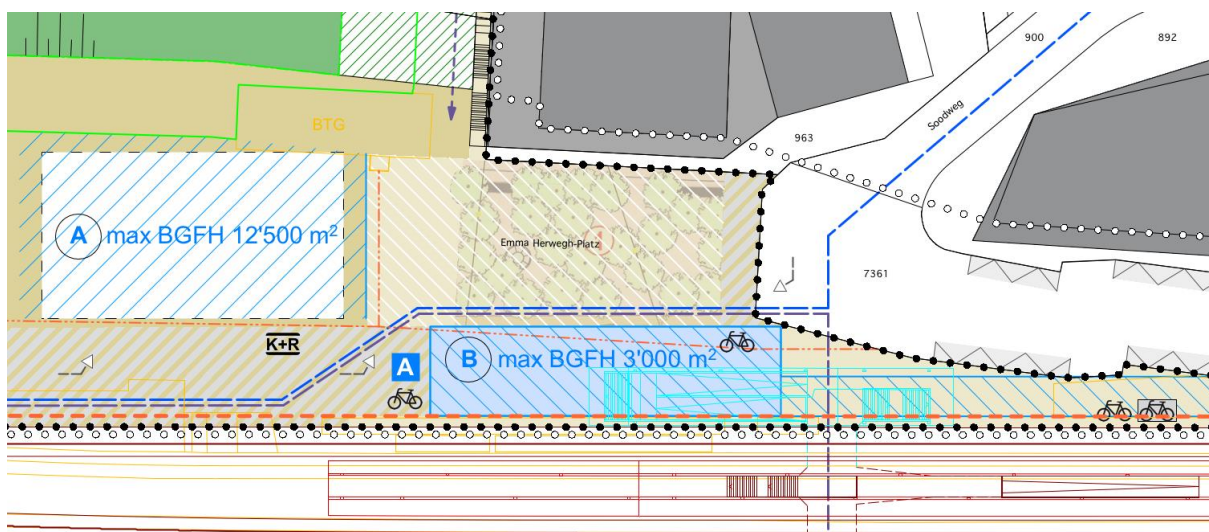 900
892
Soodweg
963
BTG
A max BGFH 12'500 m²
1
Emma Herwegh-Platz
7361
K+R
A
B max BGFH 3'000 m²